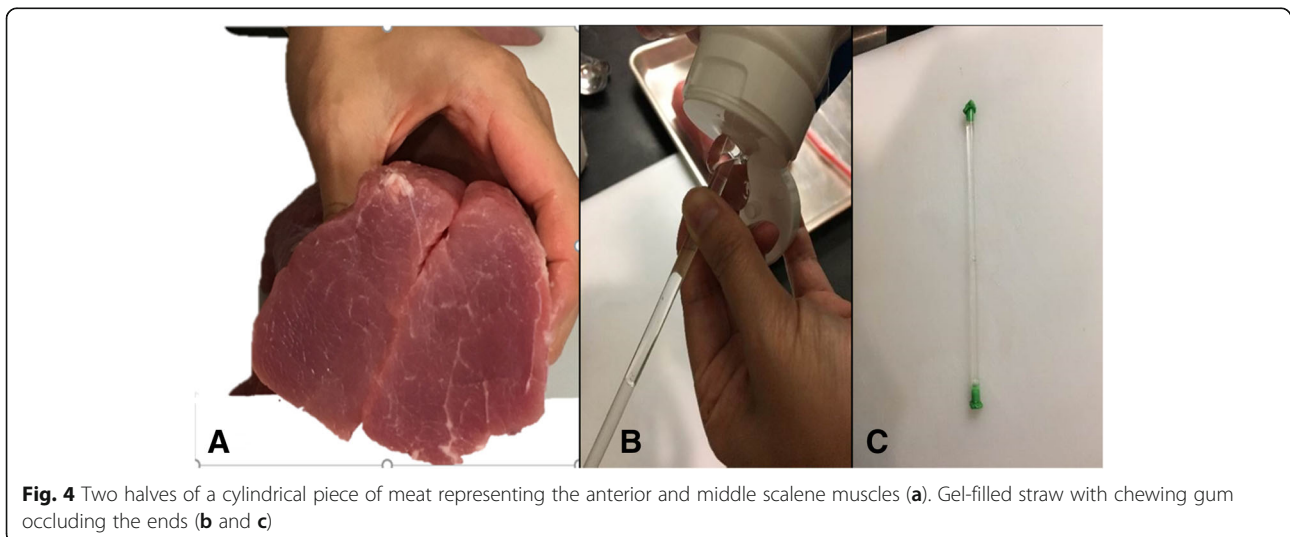 A
B
C
Fig. 4 Two halves of a cylindrical piece of meat representing the anterior and middle scalene muscles (a). Gel-filled straw with chewing gum
occluding the ends (b and c)